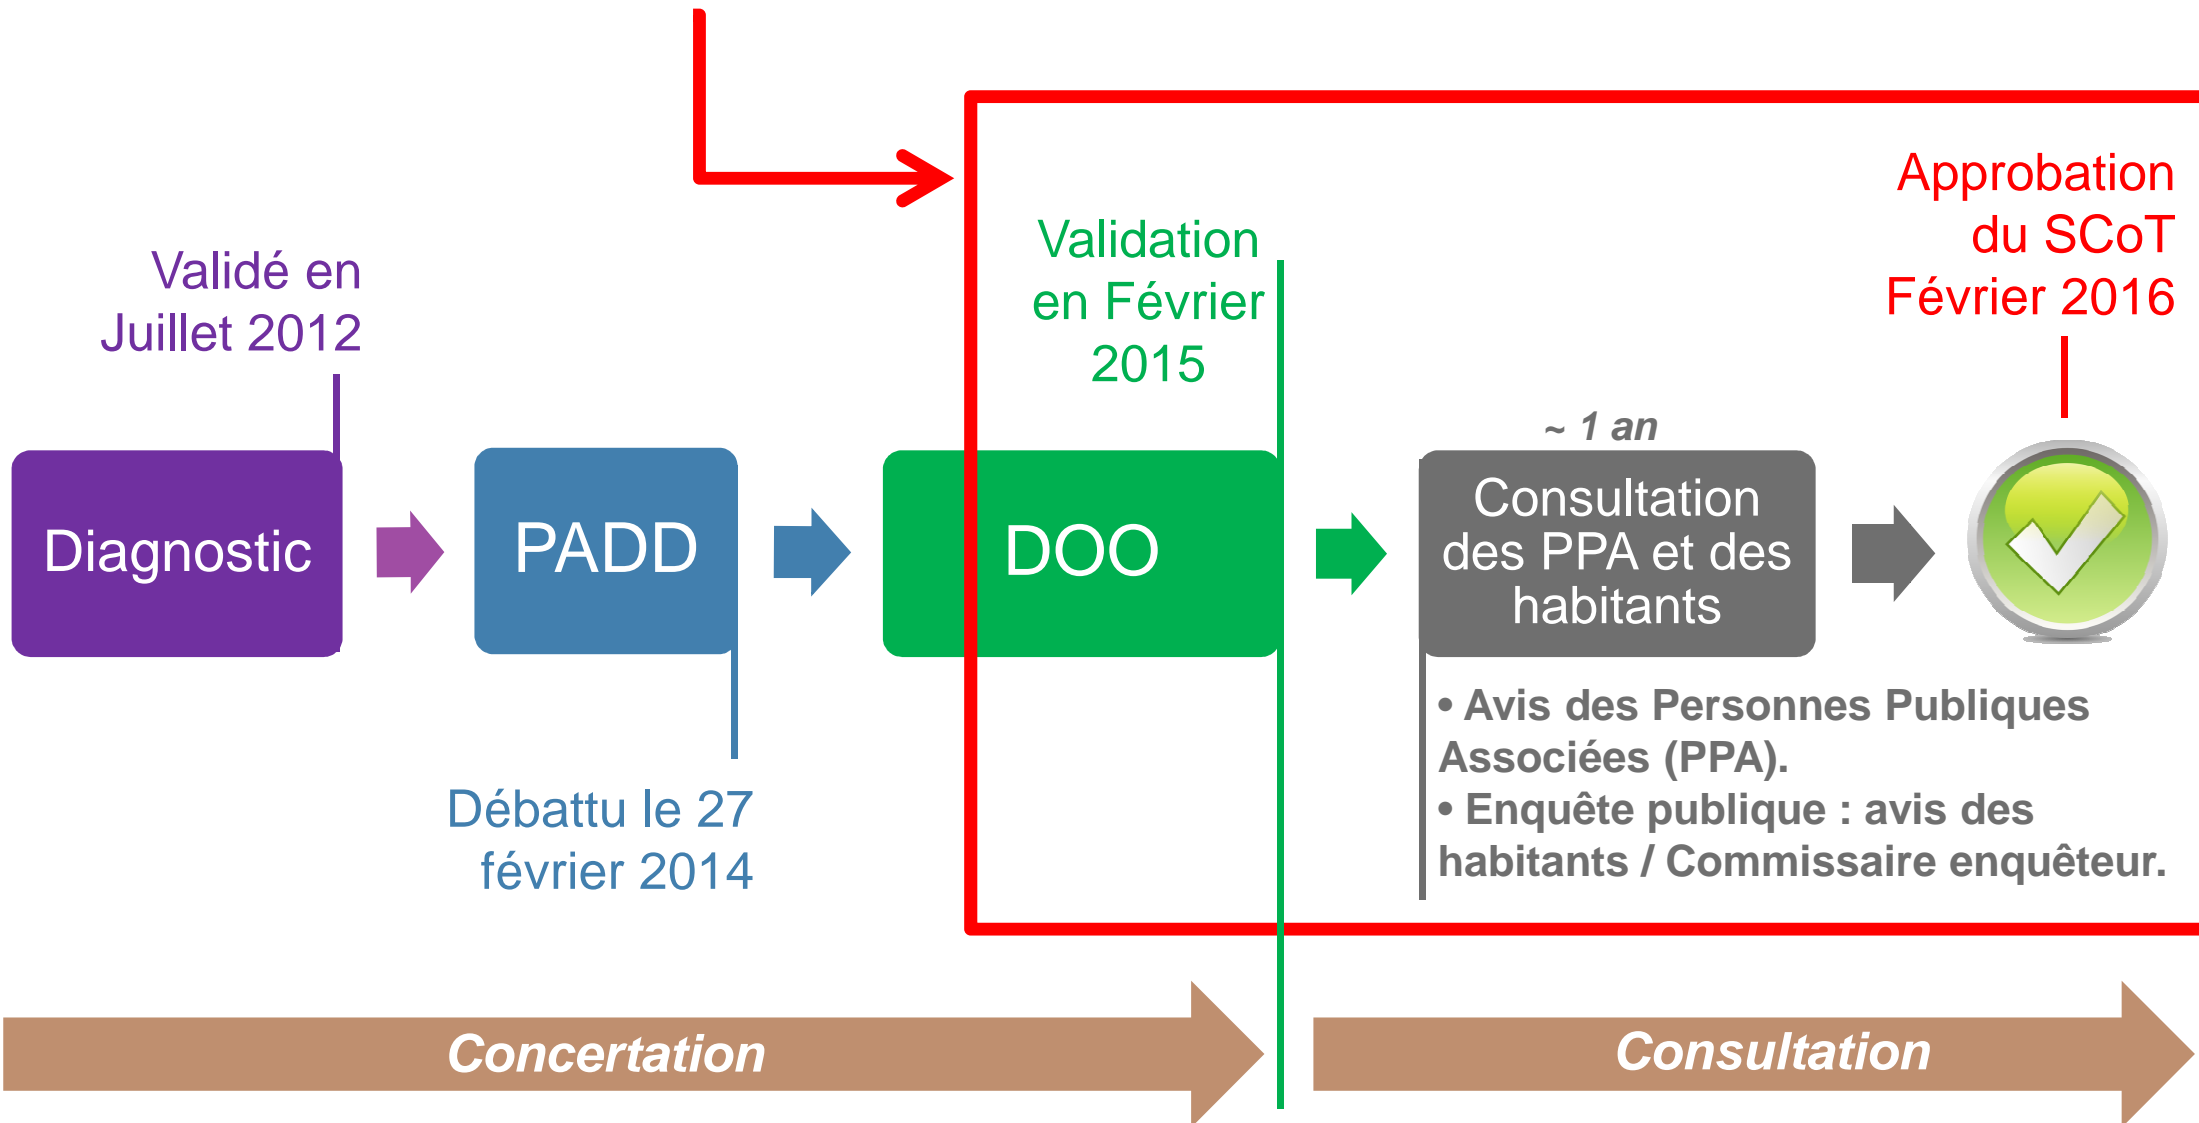 Validé en
Juillet 2012
Diagnostic
PADD
Débattu le 27
février 2014
Validation
en Février
2015
DOO
~ 1 an
Consultation
des PPA et des
habitants
• Avis des Personnes Publiques
Associées (PPA).
• Enquête publique : avis des
habitants / Commissaire enquêteur.
Approbation
du SCoT
Février 2016
Concertation
Consultation